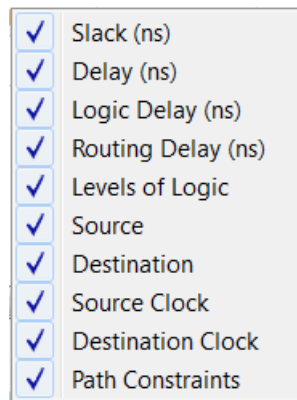 Slack (ns)
Delay (ns)
Logic Delay (ns)
Routing Delay (ns)
Levels of Logic
Source
Destination
Source Clock
Destination Clock
Path Constraints